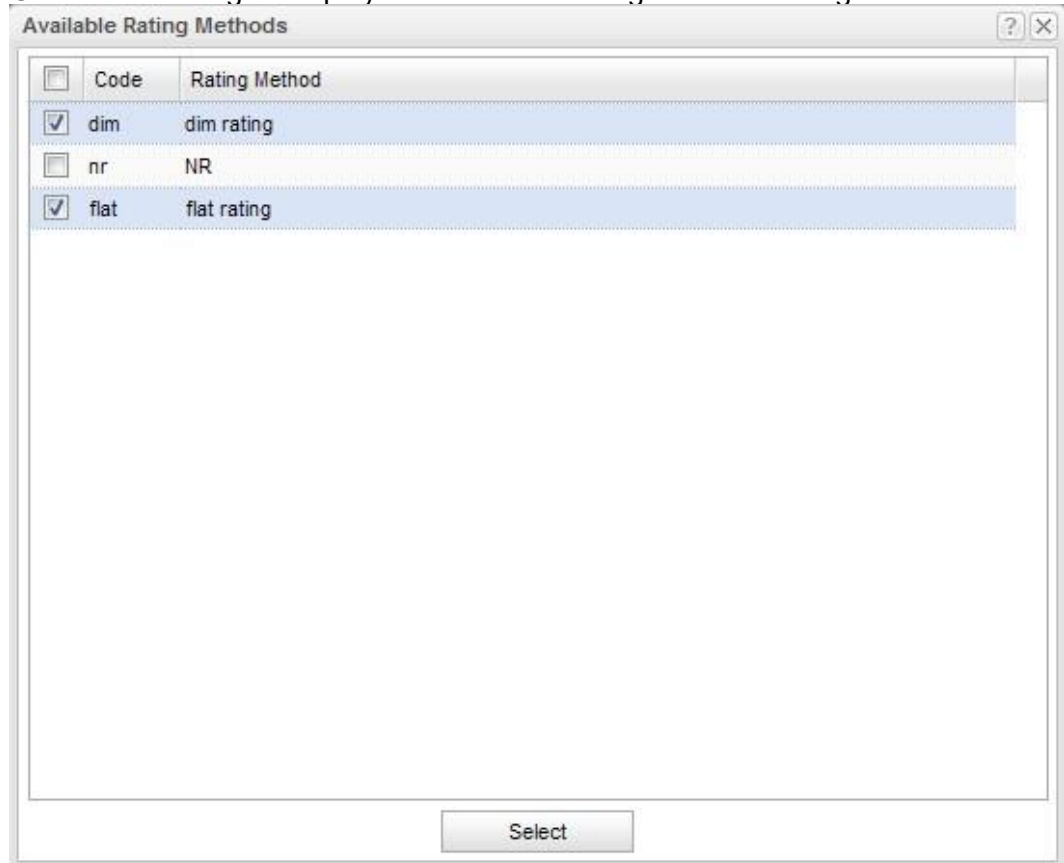 Available Rating Methods ? X
Code Rating Method
dim dim rating
nr NR
flat flat rating
Select